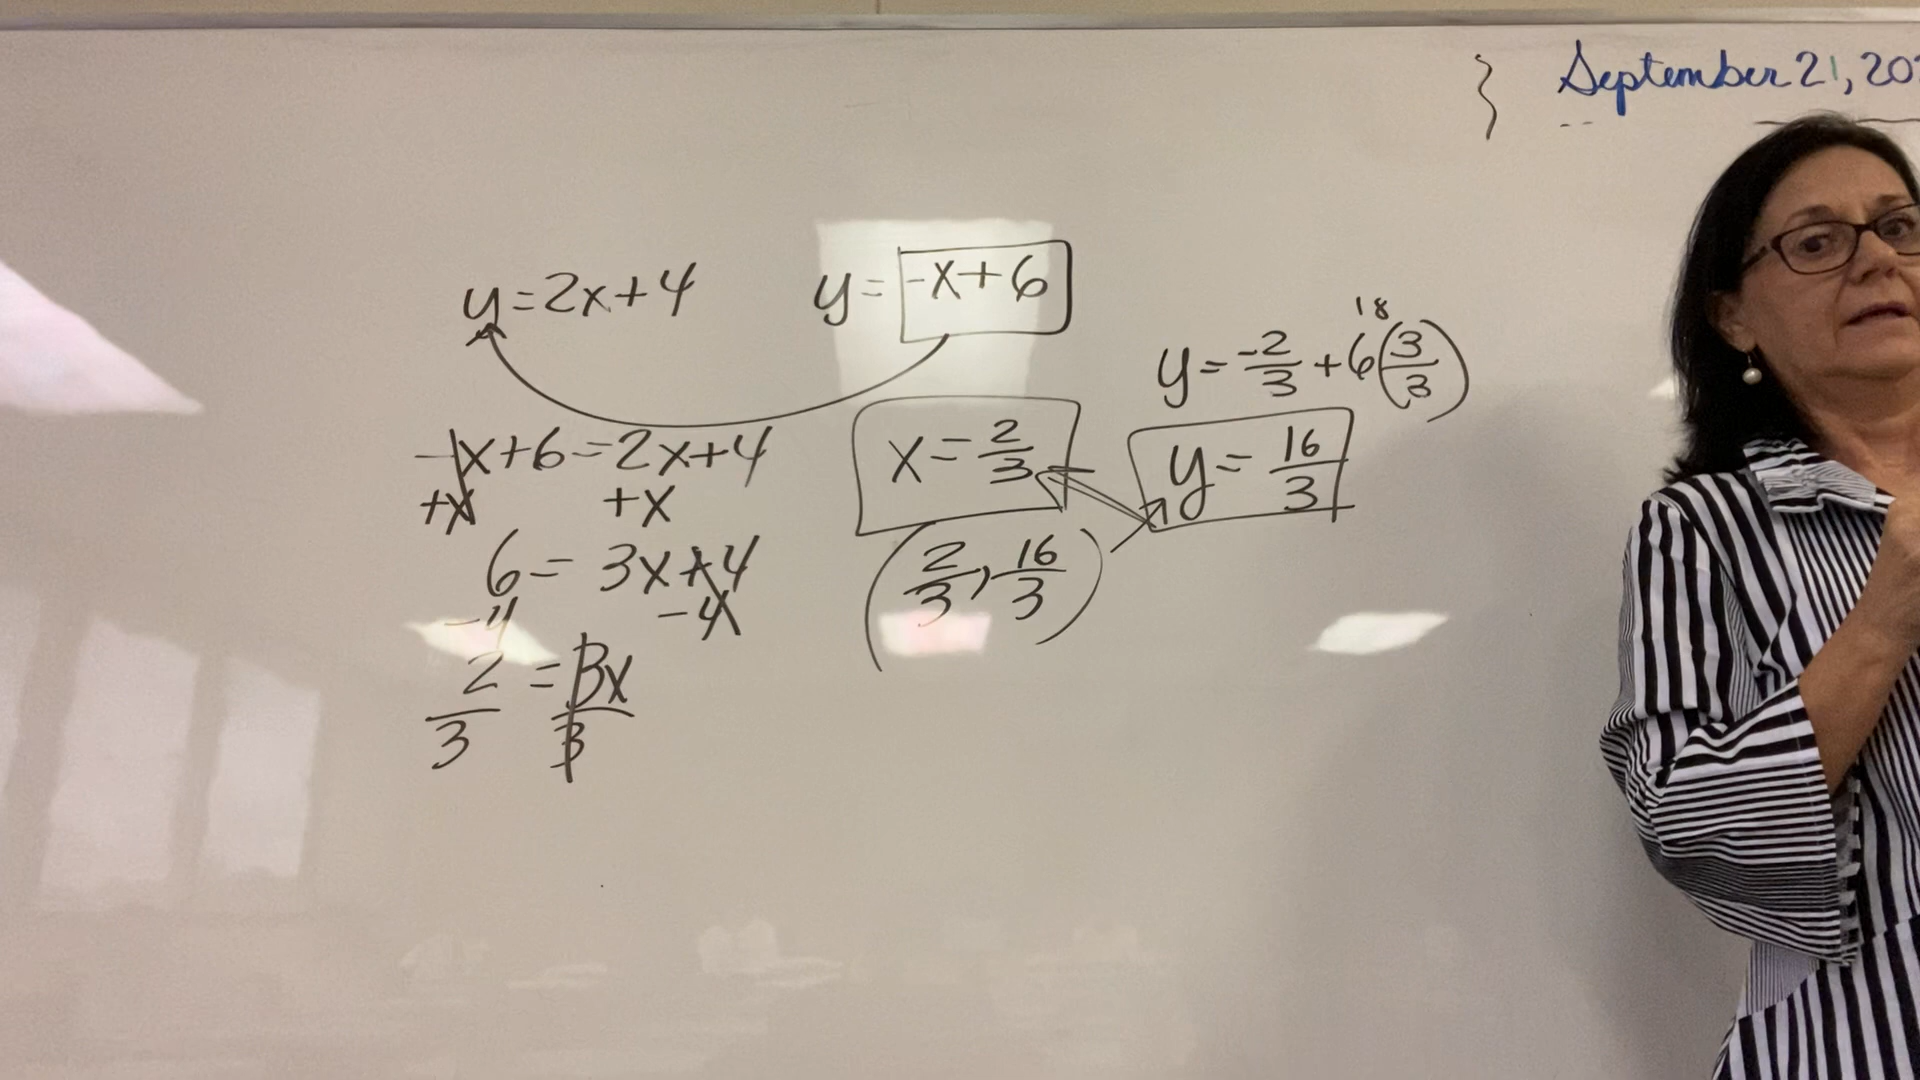 September 21, 20
y=2x+4
y=-x+6
-x+6=2x+4
+x +x
6=3x+4
-4 -4
2/3=3x/3
x=2/3
(2/3, 16/3)
18
y=-2/3+6(3/3)
y=16/3